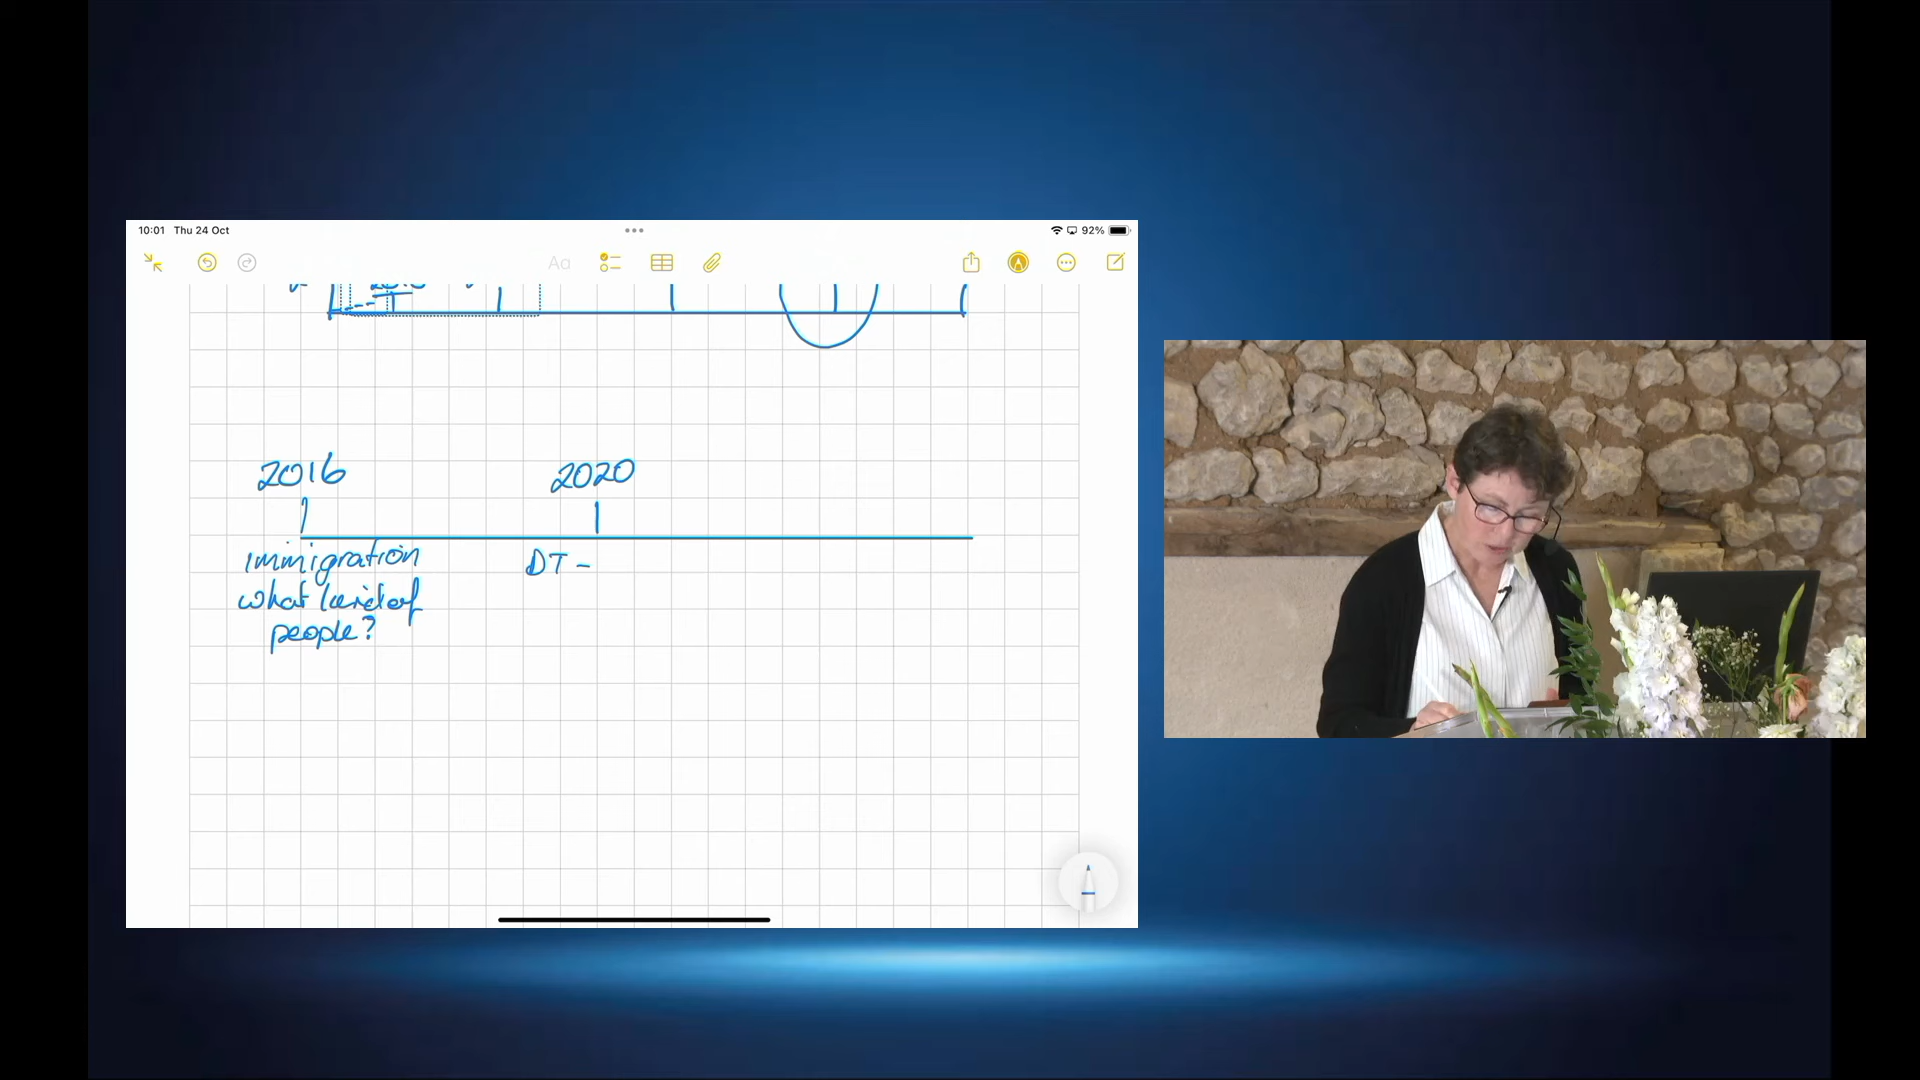 10:01 Thu 24 Oct
92%
Aa
2016 2020
immigration DT -
what kind of
people?